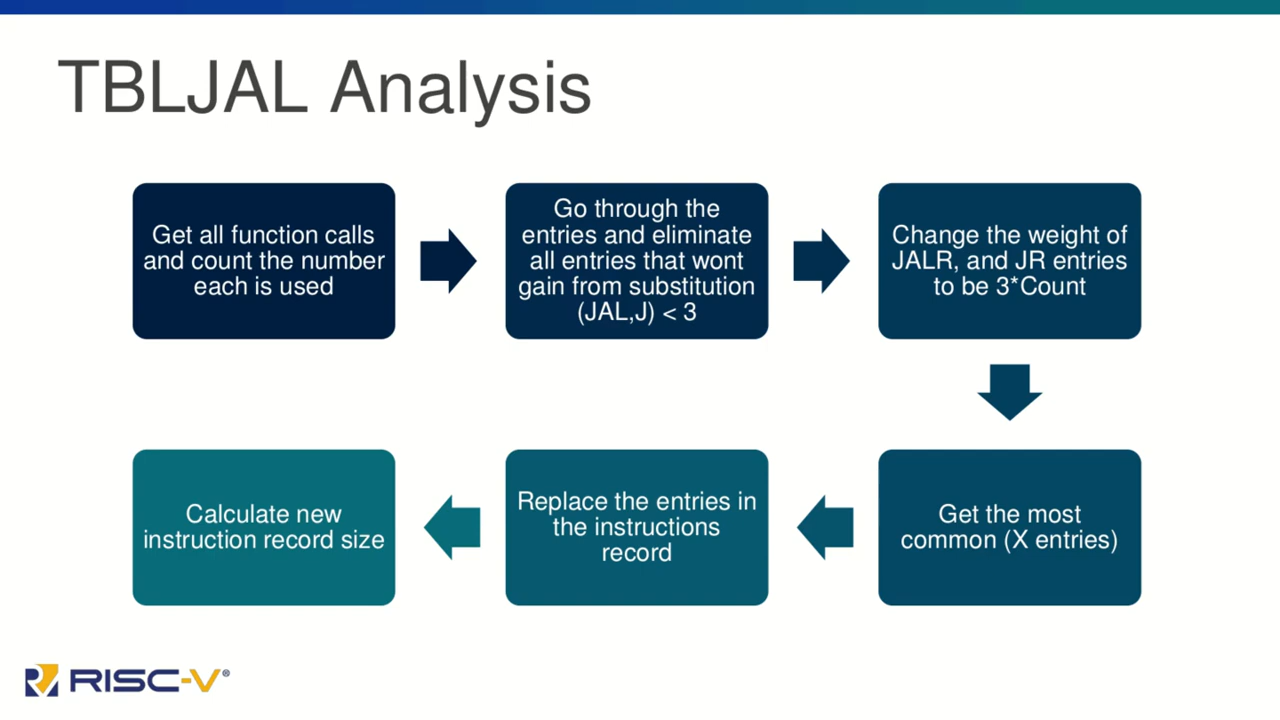 TBLJAL Analysis
Get all function calls
and count the number
each is used
Go through the
entries and eliminate
all entries that wont
gain from substitution
(JAL,J) < 3
Change the weight of
JALR, and JR entries
to be 3*Count
Get the most
common (X entries)
Replace the entries in
the instructions
record
Calculate new
instruction record size
RISC-V®